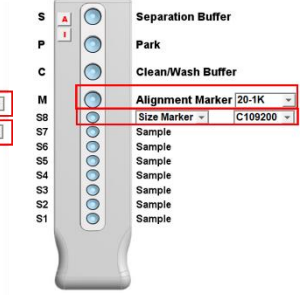 S A Separation Buffer
I
P Park
C Clean/Wash Buffer
M Alignment Marker 20-1K
S8 Size Marker C109200
S7 Sample
S6 Sample
S5 Sample
S4 Sample
S3 Sample
S2 Sample
S1 Sample